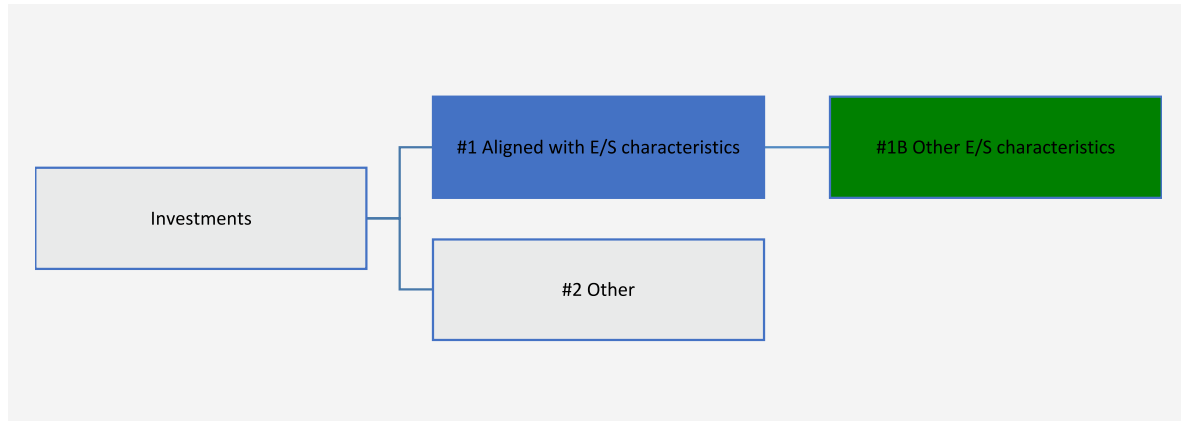 #1 Aligned with E/S characteristics
#1B Other E/S characteristics
Investments
#2 Other